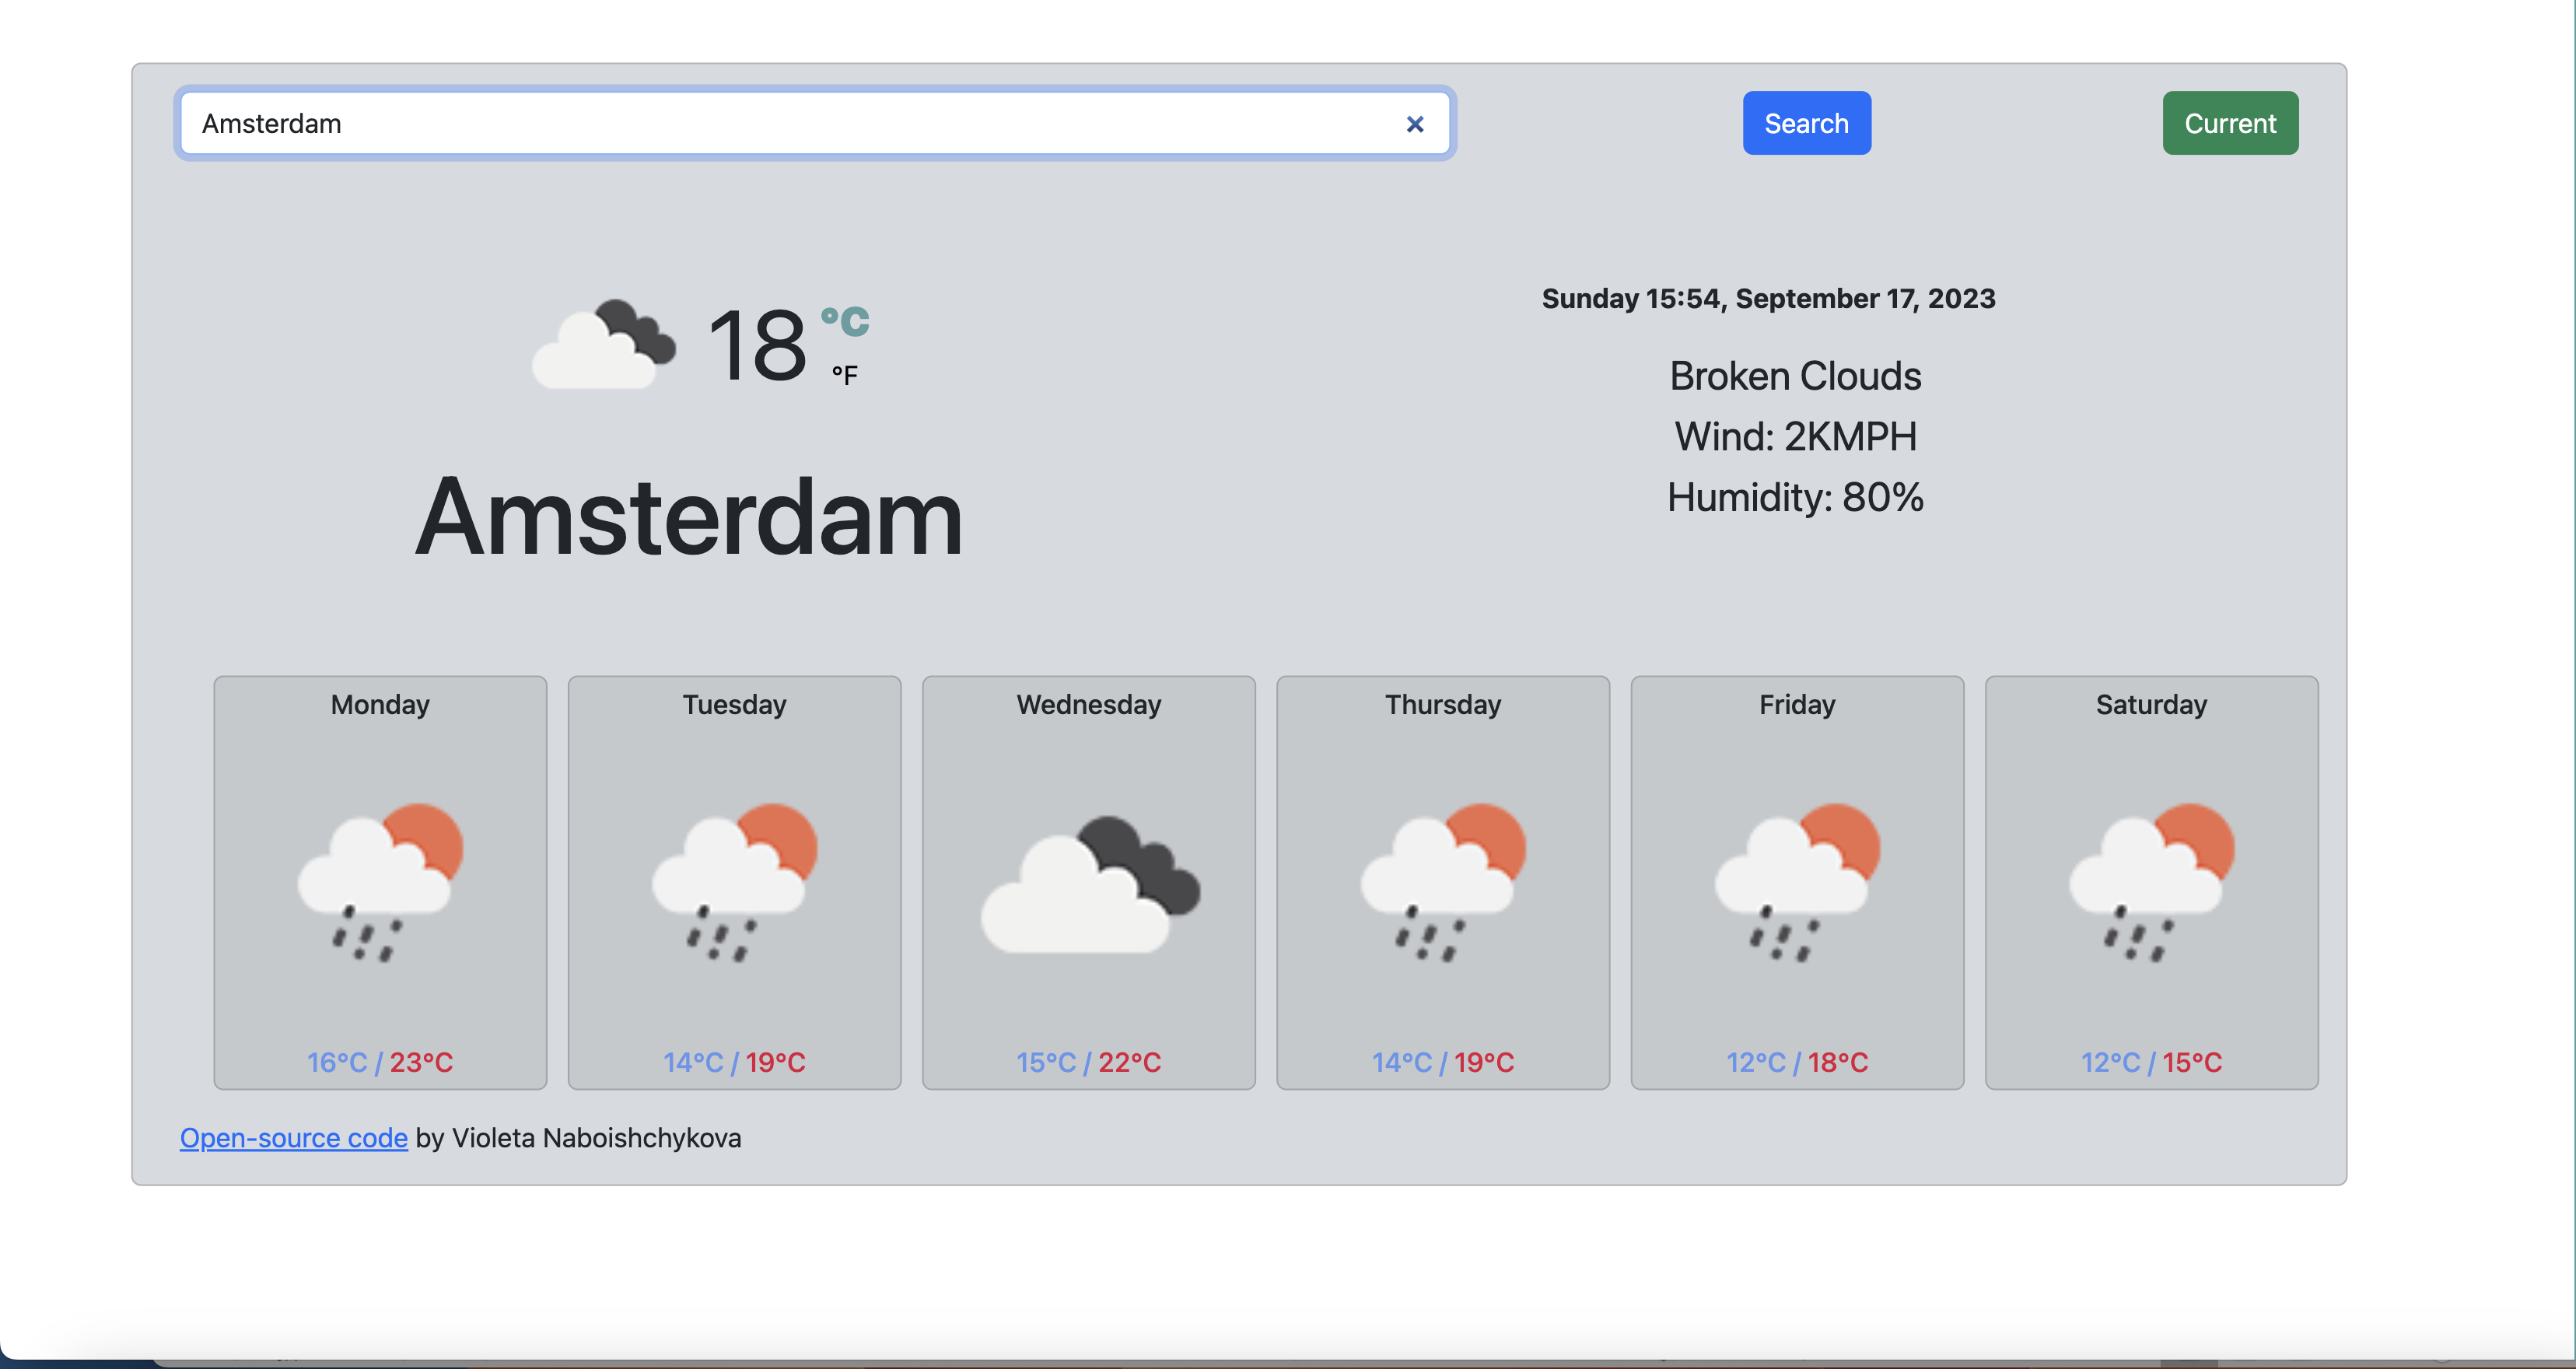 Amsterdam
Search
Current
18 °C
°F
Amsterdam
Sunday 15:54, September 17, 2023
Broken Clouds
Wind: 2KMPH
Humidity: 80%
Monday
16°C / 23°C
Tuesday
14°C / 19°C
Wednesday
15°C / 22°C
Thursday
14°C / 19°C
Friday
12°C / 18°C
Saturday
12°C / 15°C
Open-source code by Violeta Naboishchykova